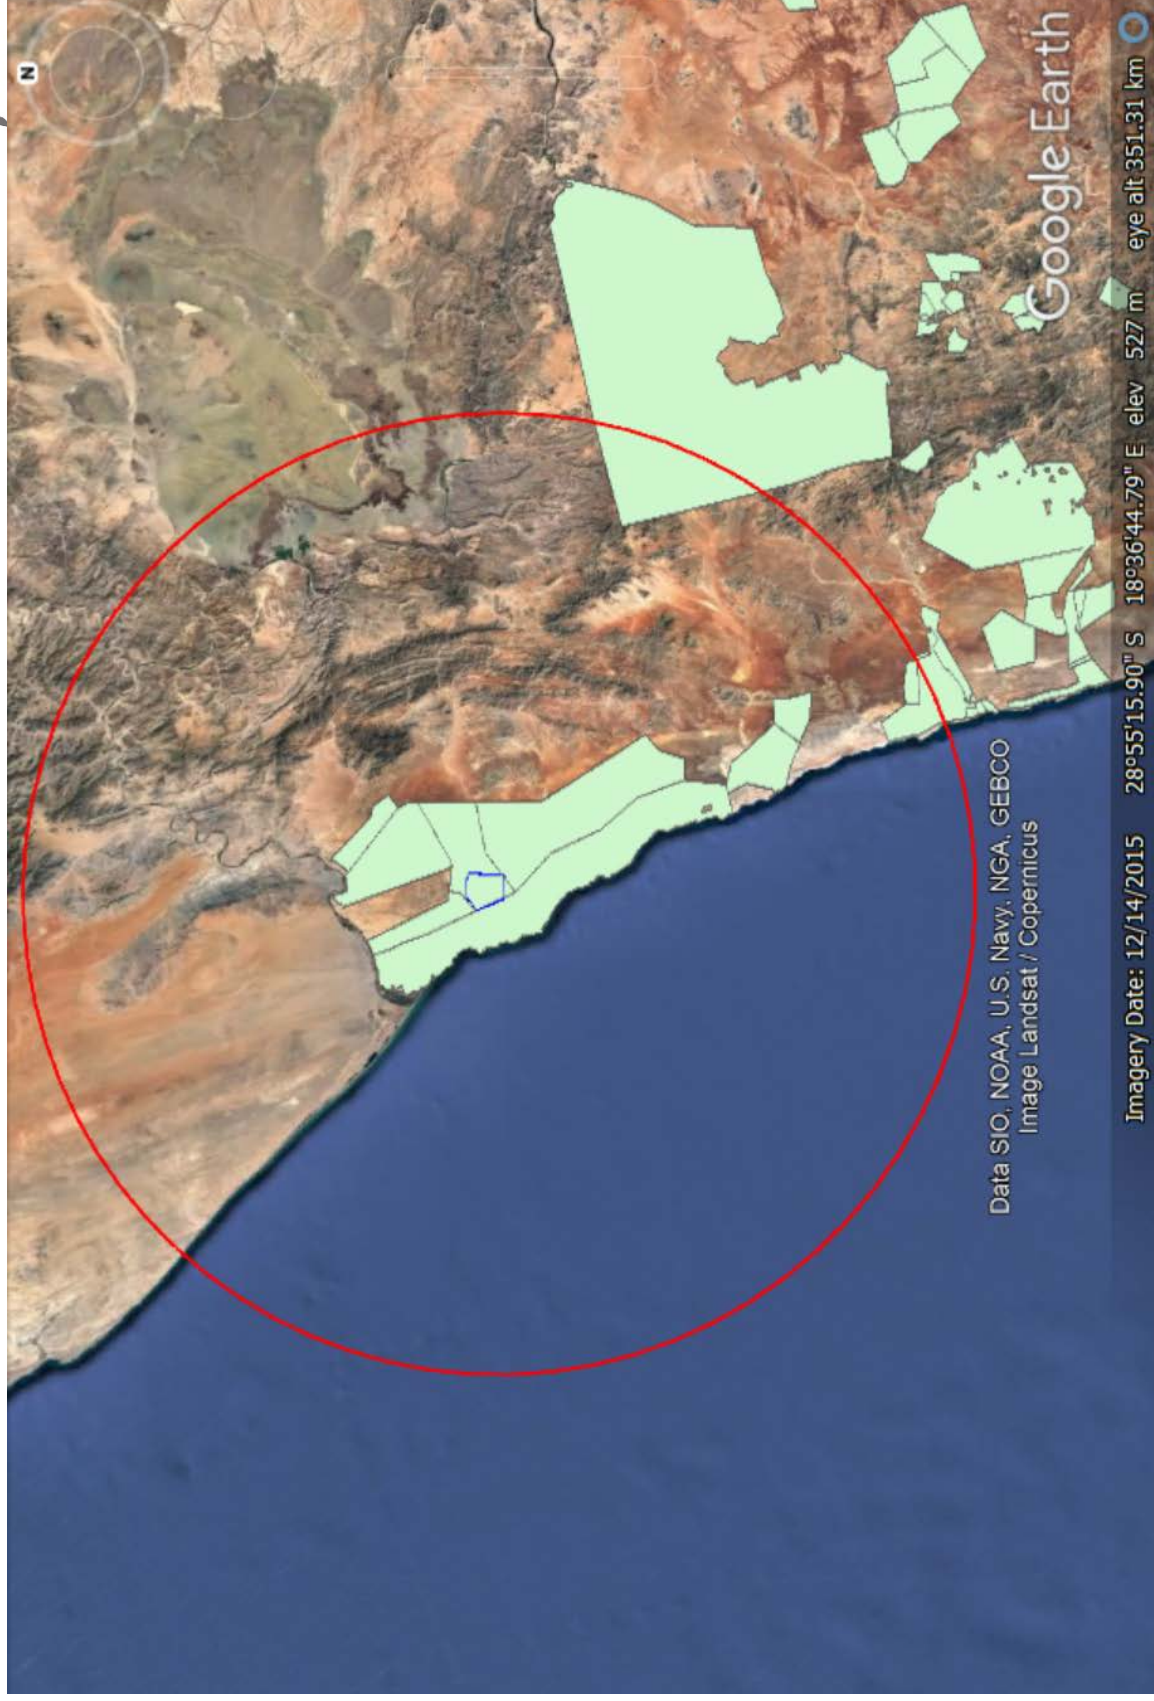 N
Google Earth
Data SIO, NOAA, U.S. Navy, NGA, GEBCO
Image Landsat / Copernicus
Imagery Date: 12/14/2015 28°55'15.90" S 18°36'44.79" E elev 527 m eye alt 351.31 km